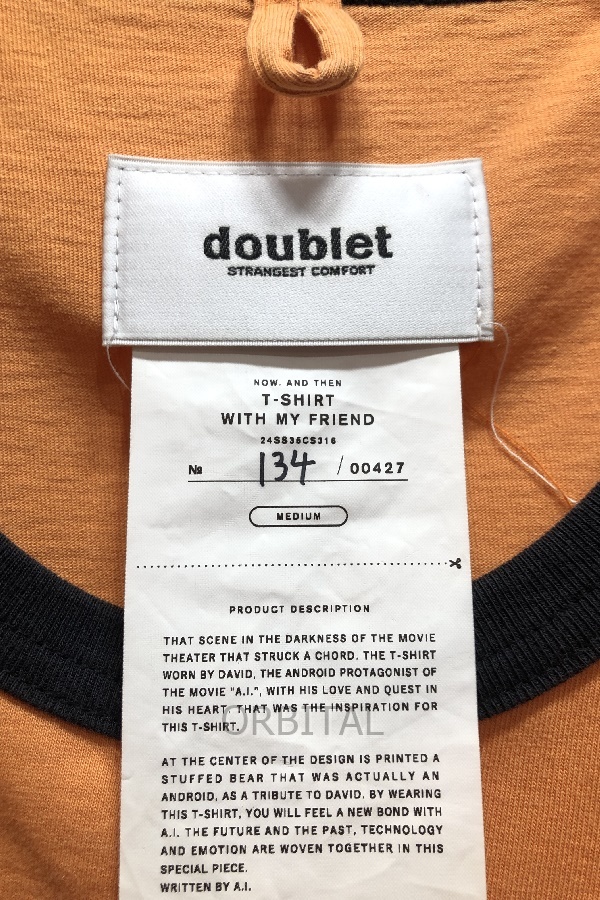 doublet
STRANGEST COMFORT
NOW, AND THEN
T-SHIRT
WITH MY FRIEND
24SS36CS316
№ 134 / 00427
MEDIUM
PRODUCT DESCRIPTION
THAT SCENE IN THE DARKNESS OF THE MOVIE
THEATER THAT STRUCK A CHORD. THE T-SHIRT
WORN BY DAVID, THE ANDROID PROTAGONIST OF
THE MOVIE "A.I.", WITH HIS LOVE AND QUEST IN
HIS HEART, THAT WAS THE INSPIRATION FOR
THIS T-SHIRT.
ORBITAL
AT THE CENTER OF THE DESIGN IS PRINTED A
STUFFED BEAR THAT WAS ACTUALLY AN
ANDROID, AS A TRIBUTE TO DAVID. BY WEARING
THIS T-SHIRT, YOU WILL FEEL A NEW BOND WITH
A.I. THE FUTURE AND THE PAST, TECHNOLOGY
AND EMOTION ARE WOVEN TOGETHER IN THIS
SPECIAL PIECE.
WRITTEN BY A.I.